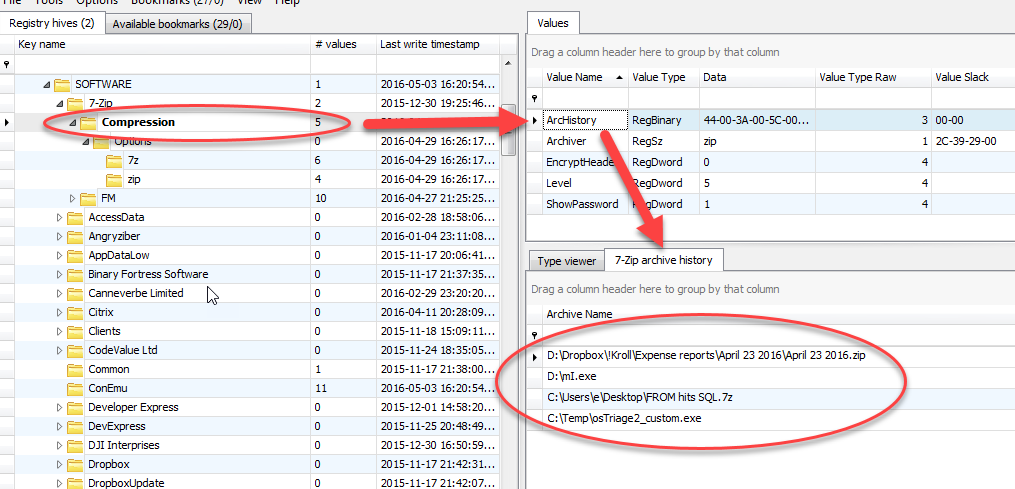 File Tools Options Bookmarks (27/0) View Help
Registry hives (2) Available bookmarks (29/0)
Key name # values Last write timestamp
SOFTWARE 1 2016-05-03 16:20:54...
7-Zip 2 2015-12-30 19:25:46...
Compression 5
Options 0 2016-04-29 16:26:17...
7z 6 2016-04-29 16:26:17...
zip 4 2016-04-29 16:26:17...
FM 10 2016-04-27 21:25:25...
AccessData 0 2016-02-28 18:58:06...
Angryziber 0 2016-01-04 23:11:08...
AppDataLow 0 2015-11-17 20:06:41...
Binary Fortress Software 0 2015-11-17 21:37:35...
Canneverbe Limited 0 2016-02-29 23:20:20...
Citrix 0 2016-04-11 20:28:09...
Clients 0 2015-11-18 15:09:11...
CodeValue Ltd 0 2015-11-24 18:35:05...
Common 1 2015-11-17 21:38:00...
ConEmu 11 2016-05-03 16:20:54...
Developer Express 0 2015-12-01 14:58:20...
DevExpress 0 2015-11-25 20:48:49...
DJI Interprises 0 2015-12-30 16:50:59...
Dropbox 0 2015-11-17 21:42:31...
DropboxUpdate 0 2015-11-17 21:42:07...
Values
Drag a column header here to group by that column
Value Name Value Type Data Value Type Raw Value Slack
ArcHistory RegBinary 44-00-3A-00-5C-00... 3 00-00
Archiver RegSz zip 1 2C-39-29-00
EncryptHeade RegDword 0 4
Level RegDword 5 4
ShowPassword RegDword 1 4
Type viewer 7-Zip archive history
Drag a column header here to group by that column
Archive Name
D:\Dropbox\!Kroll\Expense reports\April 23 2016\April 23 2016.zip
D:\mI.exe
C:\Users\e\Desktop\FROM hits SQL.7z
C:\Temp\osTriage2_custom.exe